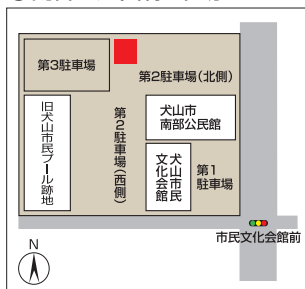 第3駐車場
第2駐車場(北側)
犬山市
南部公民館
旧犬山市民プール跡地
第2駐車場(西側)
犬山市民
文化会館
第1
駐車場
市民文化会館前
N